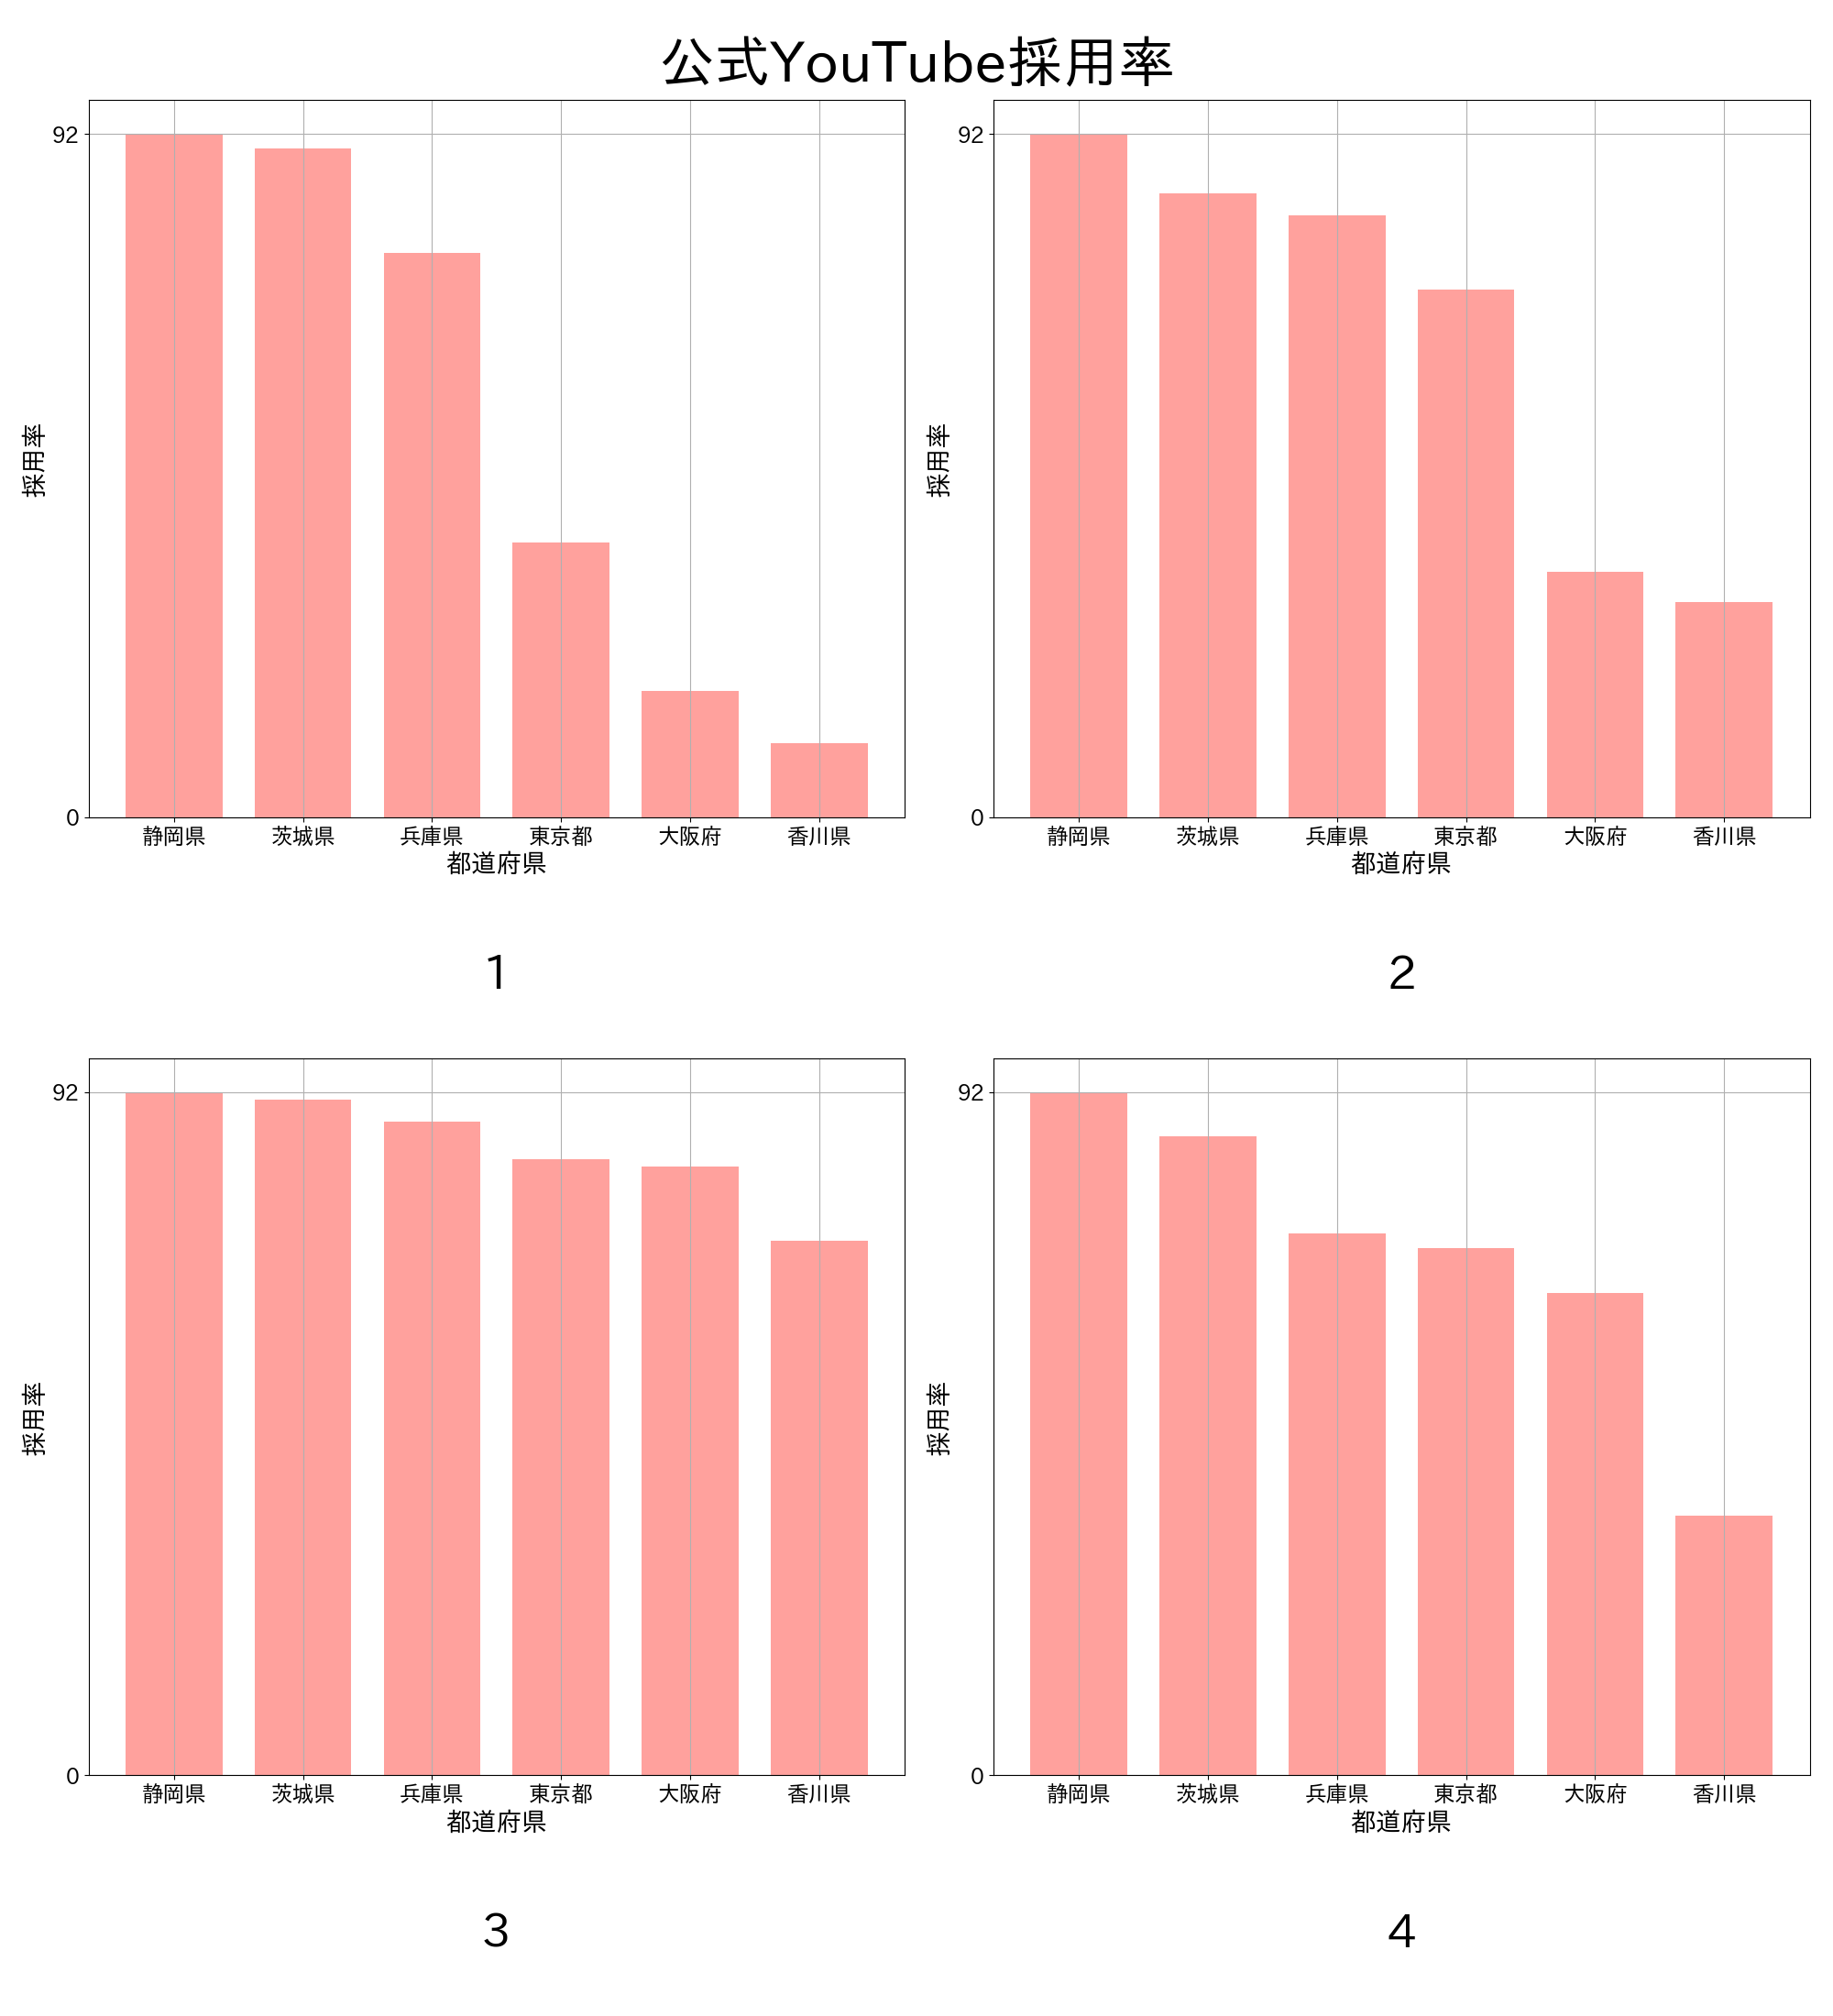 公式YouTube採用率
92
0
採用率
静岡県 茨城県 兵庫県 東京都 大阪府 香川県
都道府県
1
92
0
採用率
静岡県 茨城県 兵庫県 東京都 大阪府 香川県
都道府県
2
92
0
採用率
静岡県 茨城県 兵庫県 東京都 大阪府 香川県
都道府県
3
92
0
採用率
静岡県 茨城県 兵庫県 東京都 大阪府 香川県
都道府県
4